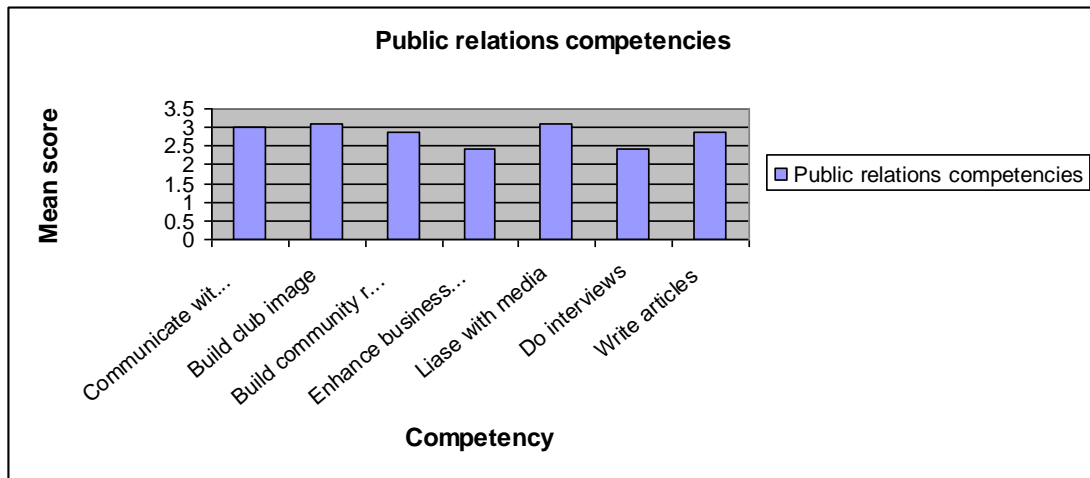 Public relations competencies
Mean score
3.5
3
2.5
2
1.5
1
0.5
0
Public relations competencies
Communicate wit...
Build club image
Build community r...
Enhance business...
Liase with media
Do interviews
Write articles
Competency